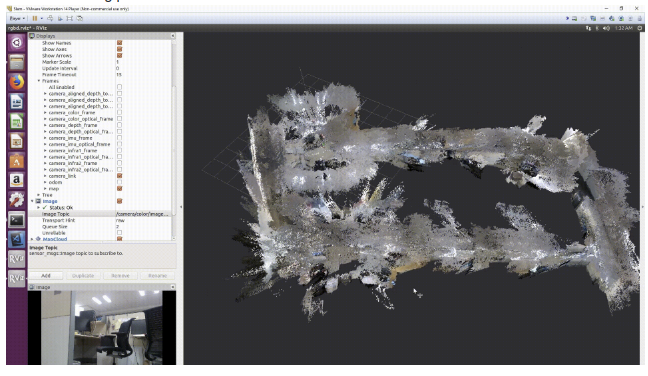 Slam - VMware Workstation 14 Player (Non-commercial use only)
Player
rgbd.rviz* - RViz
1:32 AM
Displays
Show Names
Show Axes
Show Arrows
Marker Scale 1
Update Interval 0
Frame Timeout 15
Frames
All Enabled
camera_aligned_depth_to...
camera_aligned_depth_to...
camera_aligned_depth_to...
camera_color_frame
camera_color_optical_frame
camera_depth_frame
camera_depth_optical_fra...
camera_imu_frame
camera_imu_optical_frame
camera_infra1_frame
camera_infra1_optical_fra...
camera_infra2_frame
camera_infra2_optical_fra...
camera_link
odom
map
Tree
Image
Status: Ok
Image Topic /camera/color/image...
Transport Hint raw
Queue Size 2
Unreliable
MapCloud
Image Topic
sensor_msgs::Image topic to subscribe to.
Add Duplicate Remove Rename
Image